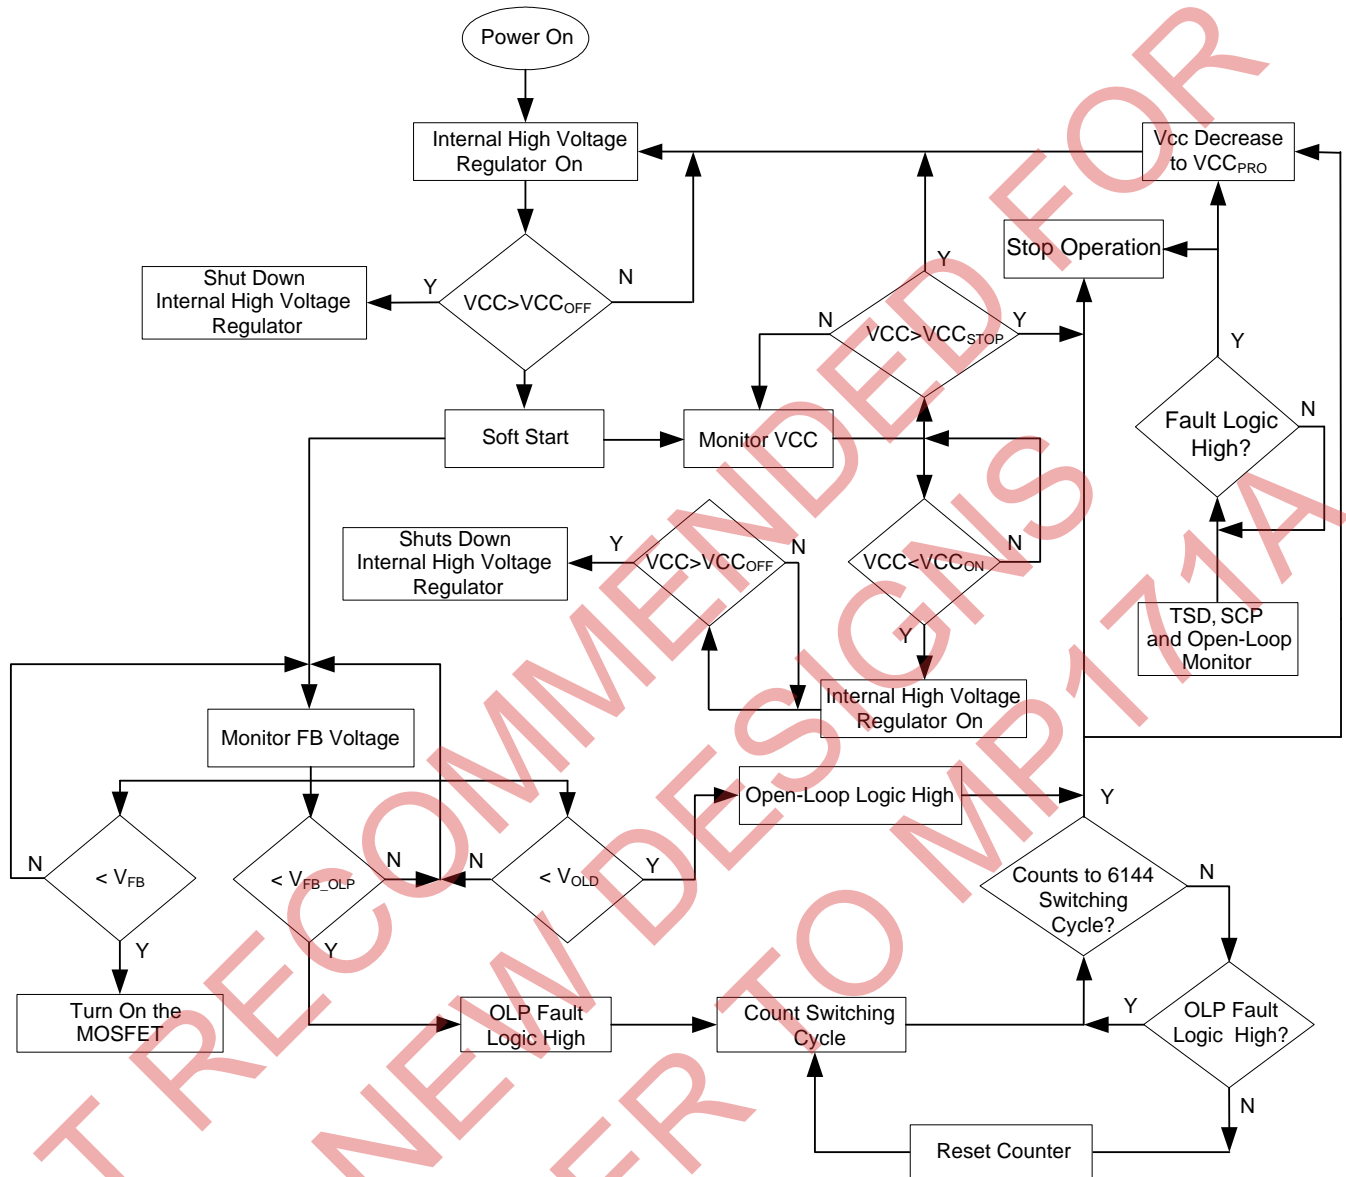 Power On
Internal High Voltage
Regulator On
Vcc Decrease
to VCCPRO
Stop Operation
Shut Down
Internal High Voltage
Regulator
Y
VCC>VCCOFF
N
Y
N
VCC>VCCSTOP
Y
Y
Fault Logic
High?
N
Soft Start
Monitor VCC
Shuts Down
Internal High Voltage
Regulator
Y
VCC>VCCOFF
N
VCC<VCCON
N
Y
TSD, SCP
and Open-Loop
Monitor
Internal High Voltage
Regulator On
Monitor FB Voltage
Open-Loop Logic High
Y
N
< VFB
Y
< VFB_OLP
N
Y
N
< VOLD
Y
Counts to 6144
Switching
Cycle?
N
Turn On the
MOSFET
OLP Fault
Logic High
Count Switching
Cycle
Y
OLP Fault
Logic High?
N
Reset Counter
T RECOMMENDED FOR
NEW DESIGNS
ER TO MP171A